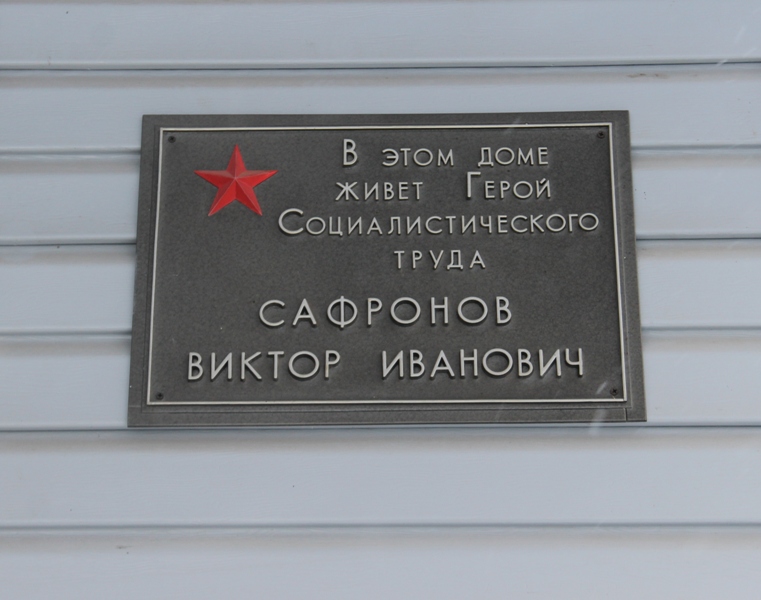 В этом доме
живет Герой
Социалистического
труда
САФРОНОВ
ВИКТОР ИВАНОВИЧ